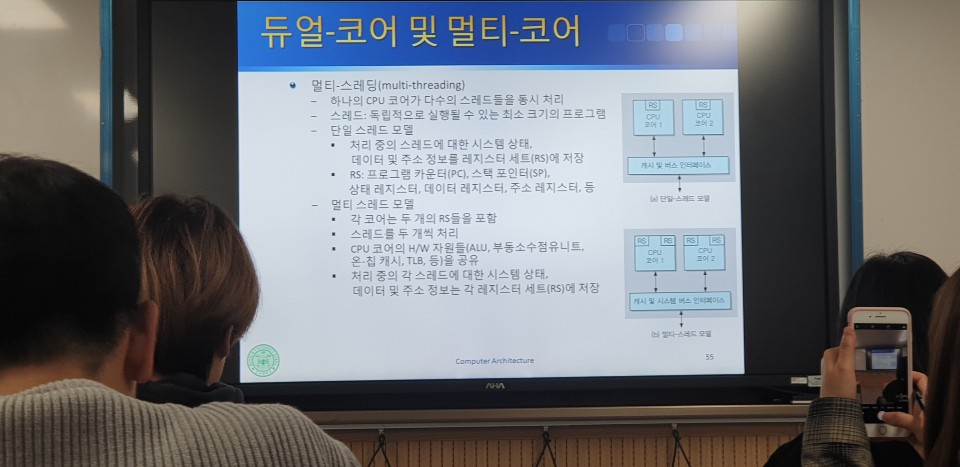 듀얼-코어 및 멀티-코어
멀티-스레딩(multi-threading)
– 하나의 CPU 코어가 다수의 스레드들을 동시 처리
– 스레드: 독립적으로 실행될 수 있는 최소 크기의 프로그램
– 단일 스레드 모델
처리 중의 스레드에 대한 시스템 상태,
데이터 및 주소 정보를 레지스터 세트(RS)에 저장
RS: 프로그램 카운터(PC), 스택 포인터(SP),
상태 레지스터, 데이터 레지스터, 주소 레지스터, 등
– 멀티 스레드 모델
각 코어는 두 개의 RS들을 포함
스레드를 두 개씩 처리
CPU 코어의 H/W 자원들(ALU, 부동소수점유니트,
온-칩 캐시, TLB, 등)을 공유
처리 중의 각 스레드에 대한 시스템 상태,
데이터 및 주소 정보는 각 레지스터 세트(RS)에 저장
RS RS
CPU CPU
코어 1 코어 2
캐시 및 버스 인터페이스
(a) 단일-스레드 모델
RS RS RS RS
CPU CPU
코어 1 코어 2
캐시 및 시스템 버스 인터페이스
(b) 멀티-스레드 모델
Computer Architecture
55
AHA